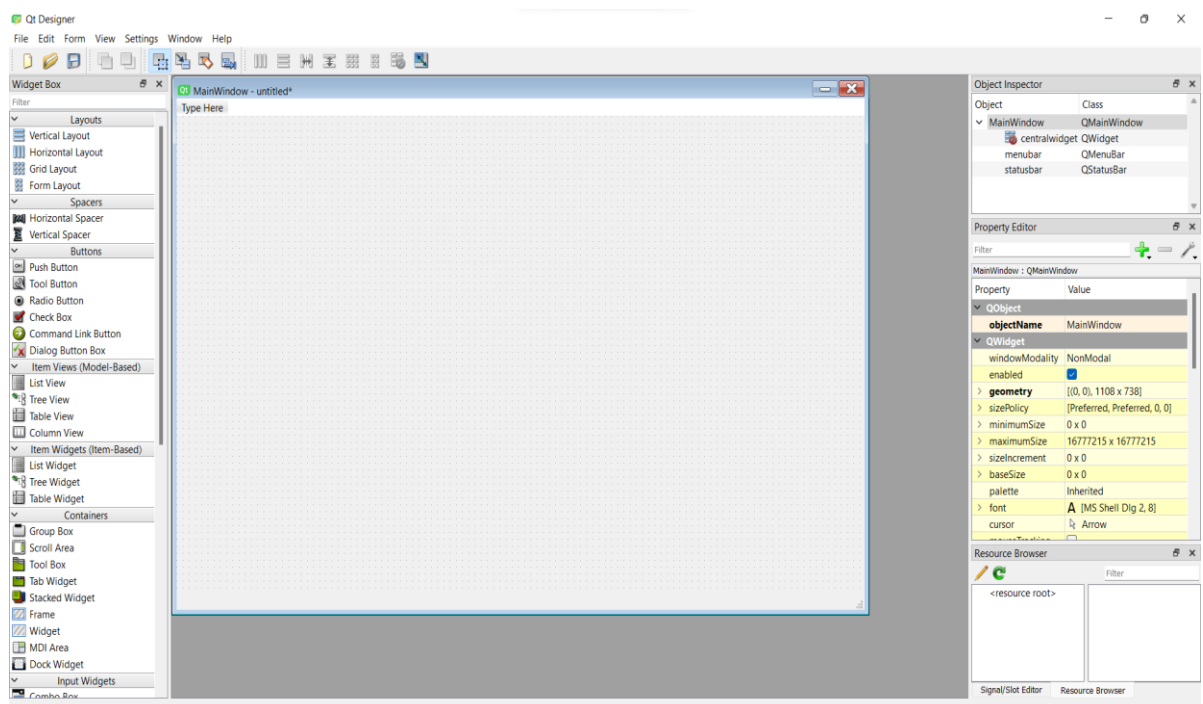 Qt Designer
File Edit Form View Settings Window Help
Widget Box
Filter
Layouts
Vertical Layout
Horizontal Layout
Grid Layout
Form Layout
Spacers
Horizontal Spacer
Vertical Spacer
Buttons
Push Button
Tool Button
Radio Button
Check Box
Command Link Button
Dialog Button Box
Item Views (Model-Based)
List View
Tree View
Table View
Column View
Item Widgets (Item-Based)
List Widget
Tree Widget
Table Widget
Containers
Group Box
Scroll Area
Tool Box
Tab Widget
Stacked Widget
Frame
Widget
MDI Area
Dock Widget
Input Widgets
Combo Box
Qt MainWindow - untitled*
Type Here
Object Inspector
Object Class
MainWindow QMainWindow
centralwidget QWidget
menubar QMenuBar
statusbar QStatusBar
Property Editor
Filter
MainWindow : QMainWindow
Property Value
QObject
objectName MainWindow
QWidget
windowModality NonModal
enabled
geometry [(0, 0), 1108 x 738]
sizePolicy [Preferred, Preferred, 0, 0]
minimumSize 0 x 0
maximumSize 16777215 x 16777215
sizeIncrement 0 x 0
baseSize 0 x 0
palette Inherited
font A [MS Shell Dlg 2, 8]
cursor Arrow
mouseTracking
Resource Browser
Filter
<resource root>
Signal/Slot Editor Resource Browser